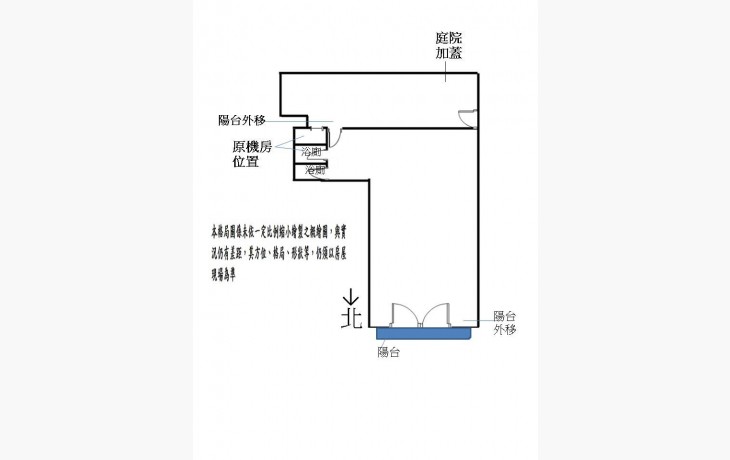 庭院
加蓋
陽台外移
原機房
位置
浴廁
浴廁
本格局圖係未依一定比例縮小繪製之概繪圖，與實
況仍有差距，其方位、格局、形狀等，仍須以房屋
現場為準
北
陽台
外移
陽台